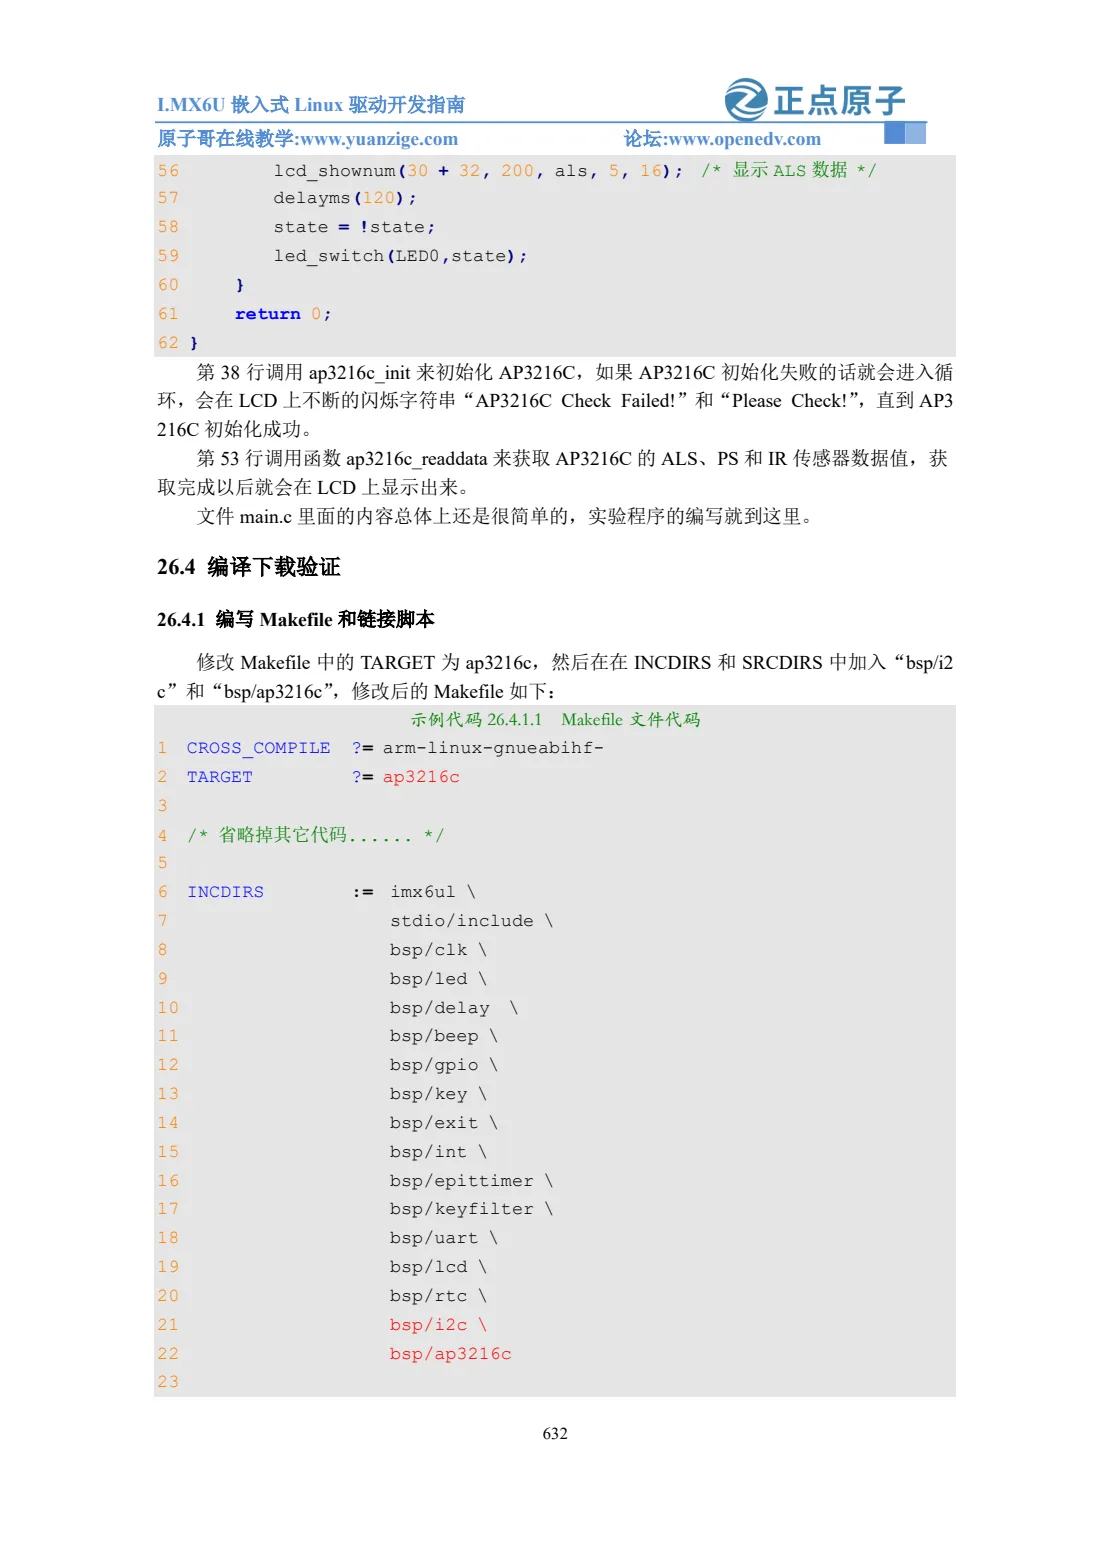 I.MX6U 嵌入式 Linux 驱动开发指南
正点原子
原子哥在线教学:www.yuanzige.com 论坛:www.openedv.com
56 lcd_shownum(30 + 32, 200, als, 5, 16); /* 显示 ALS 数据 */
57 delayms(120);
58 state = !state;
59 led_switch(LED0,state);
60 }
61 return 0;
62 }
第 38 行调用 ap3216c_init 来初始化 AP3216C，如果 AP3216C 初始化失败的话就会进入循
环，会在 LCD 上不断的闪烁字符串“AP3216C Check Failed!”和“Please Check!”，直到 AP3
216C 初始化成功。
第 53 行调用函数 ap3216c_readdata 来获取 AP3216C 的 ALS、PS 和 IR 传感器数据值，获
取完成以后就会在 LCD 上显示出来。
文件 main.c 里面的内容总体上还是很简单的，实验程序的编写就到这里。
26.4 编译下载验证
26.4.1 编写 Makefile 和链接脚本
修改 Makefile 中的 TARGET 为 ap3216c，然后在在 INCDIRS 和 SRCDIRS 中加入“bsp/i2
c”和“bsp/ap3216c”，修改后的 Makefile 如下：
示例代码 26.4.1.1 Makefile 文件代码
1 CROSS_COMPILE ?= arm-linux-gnueabihf-
2 TARGET ?= ap3216c
3
4 /* 省略掉其它代码...... */
5
6 INCDIRS := imx6ul \
7 stdio/include \
8 bsp/clk \
9 bsp/led \
10 bsp/delay \
11 bsp/beep \
12 bsp/gpio \
13 bsp/key \
14 bsp/exit \
15 bsp/int \
16 bsp/epittimer \
17 bsp/keyfilter \
18 bsp/uart \
19 bsp/lcd \
20 bsp/rtc \
21 bsp/i2c \
22 bsp/ap3216c
23
632